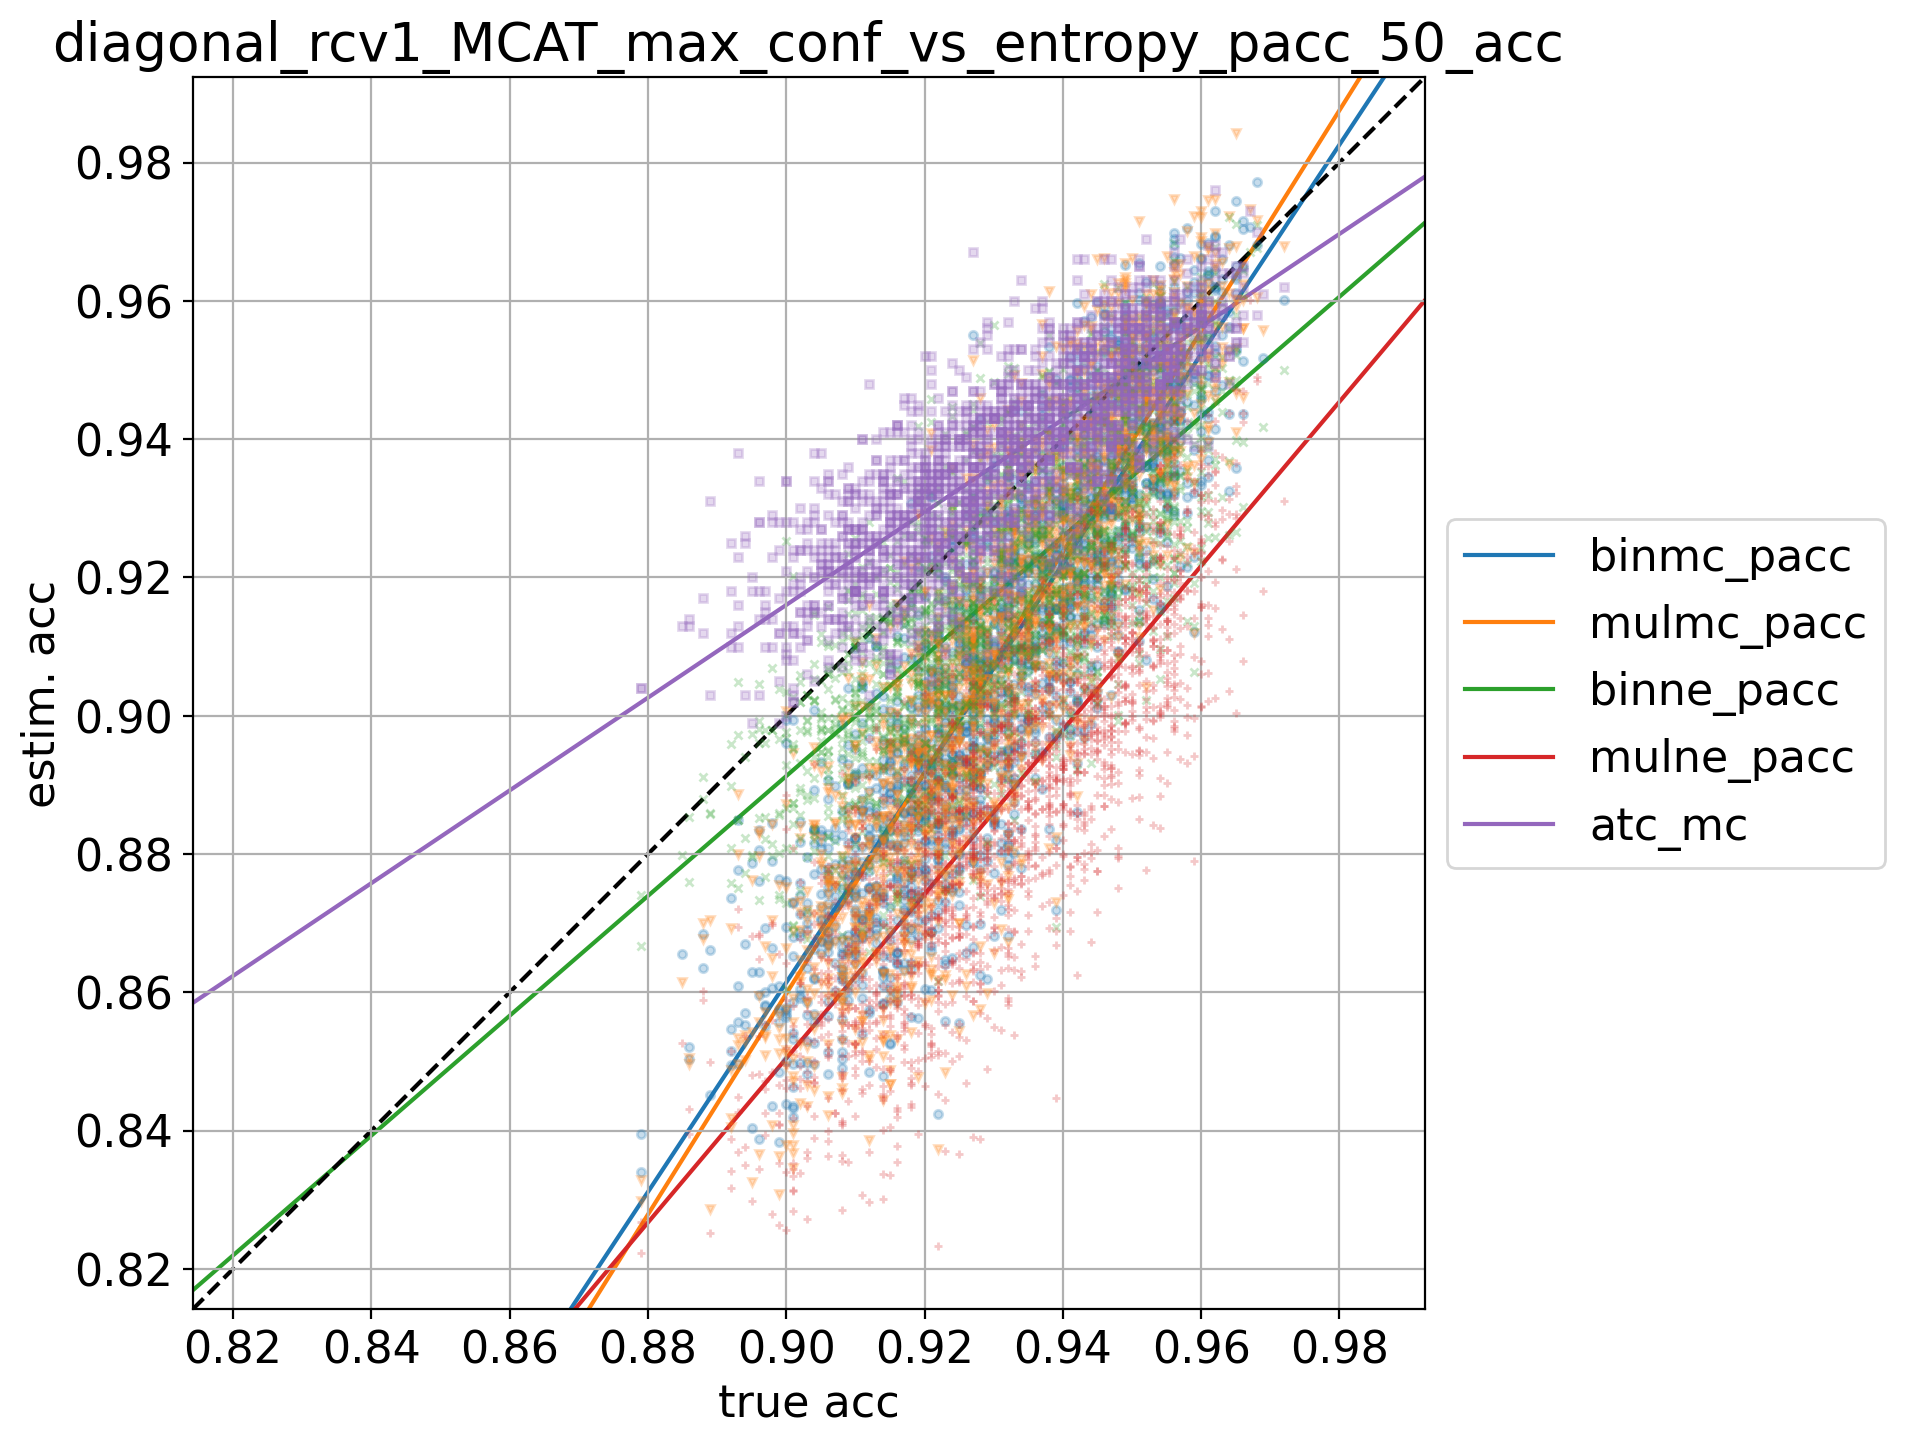 diagonal_rcv1_MCAT_max_conf_vs_entropy_pacc_50_acc
0.98
0.96
0.94
0.92
0.90
0.88
0.86
0.84
0.82
estim. acc
0.82 0.84 0.86 0.88 0.90 0.92 0.94 0.96 0.98
true acc
binmc_pacc
mulmc_pacc
binne_pacc
mulne_pacc
atc_mc